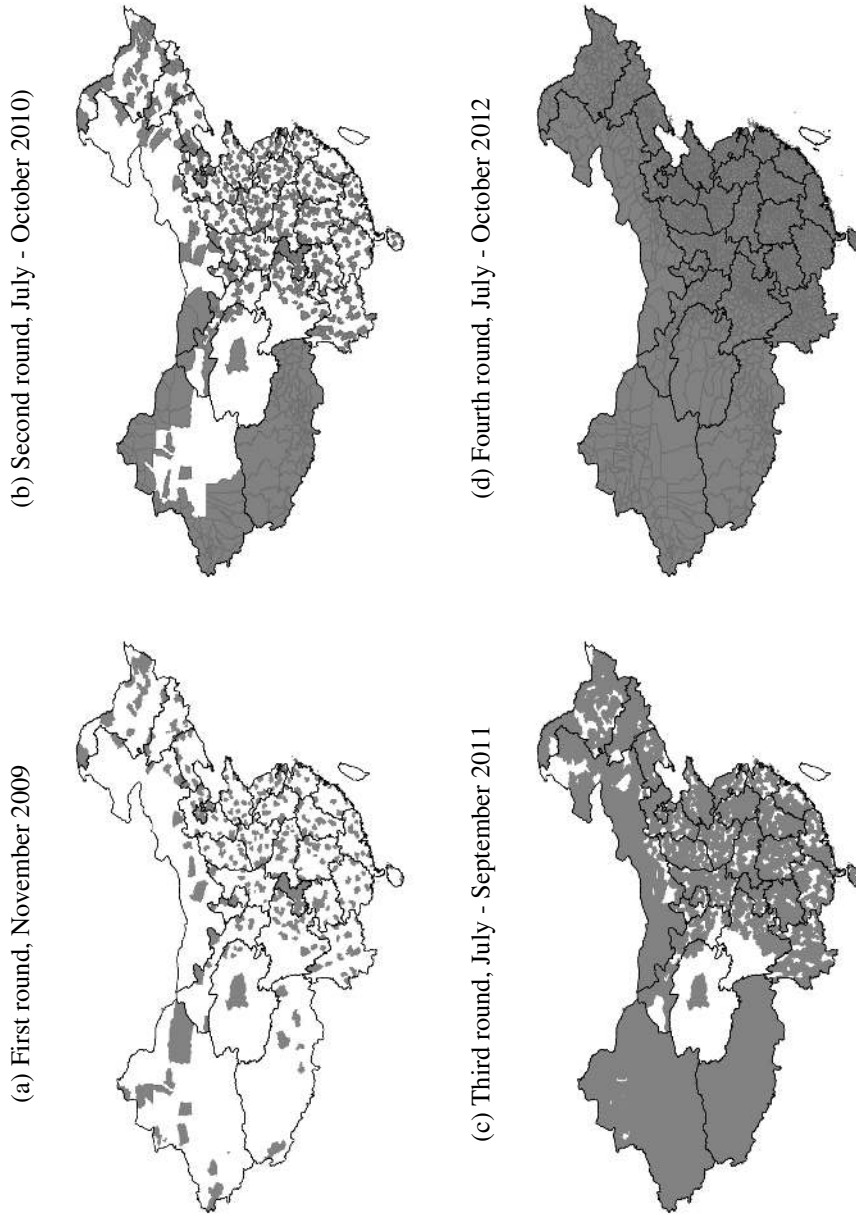 (a) First round, November 2009
(b) Second round, July - October 2010)
(c) Third round, July - September 2011
(d) Fourth round, July - October 2012